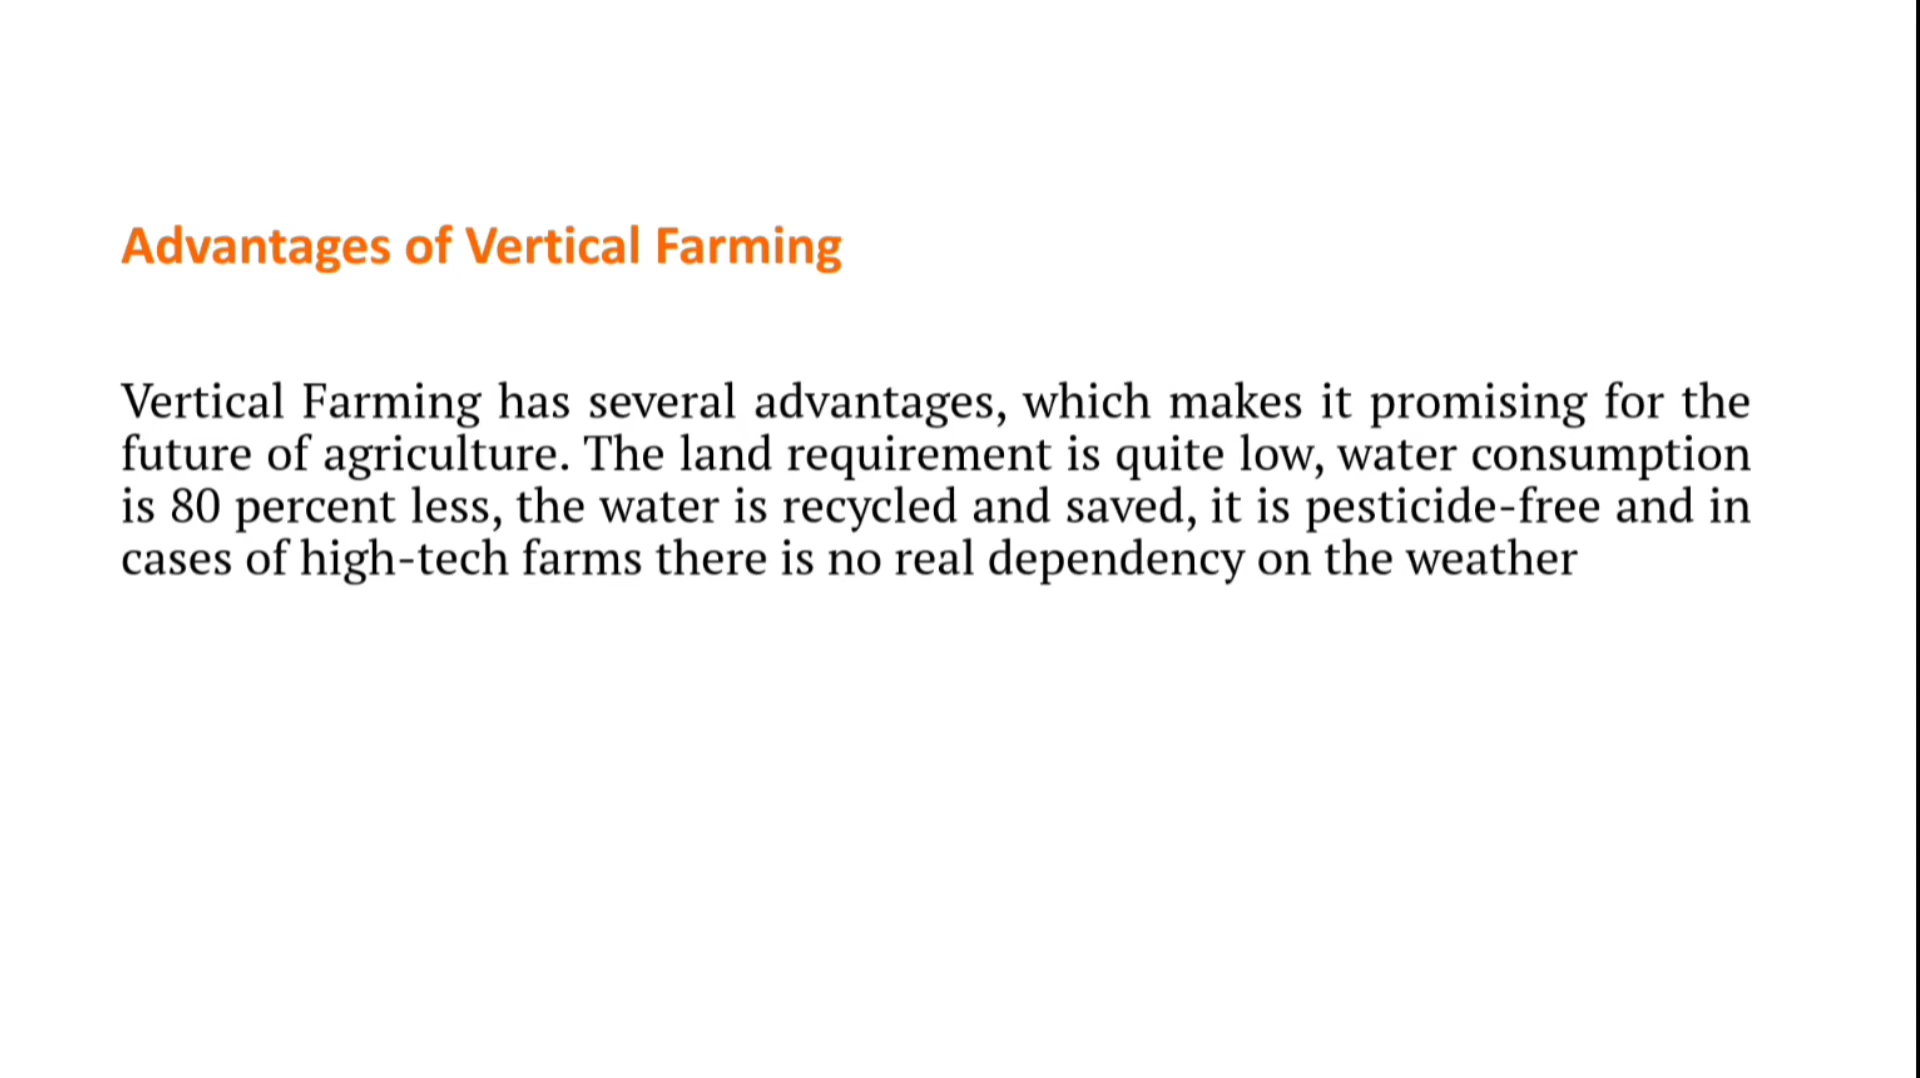 Advantages of Vertical Farming
Vertical Farming has several advantages, which makes it promising for the
future of agriculture. The land requirement is quite low, water consumption
is 80 percent less, the water is recycled and saved, it is pesticide-free and in
cases of high-tech farms there is no real dependency on the weather